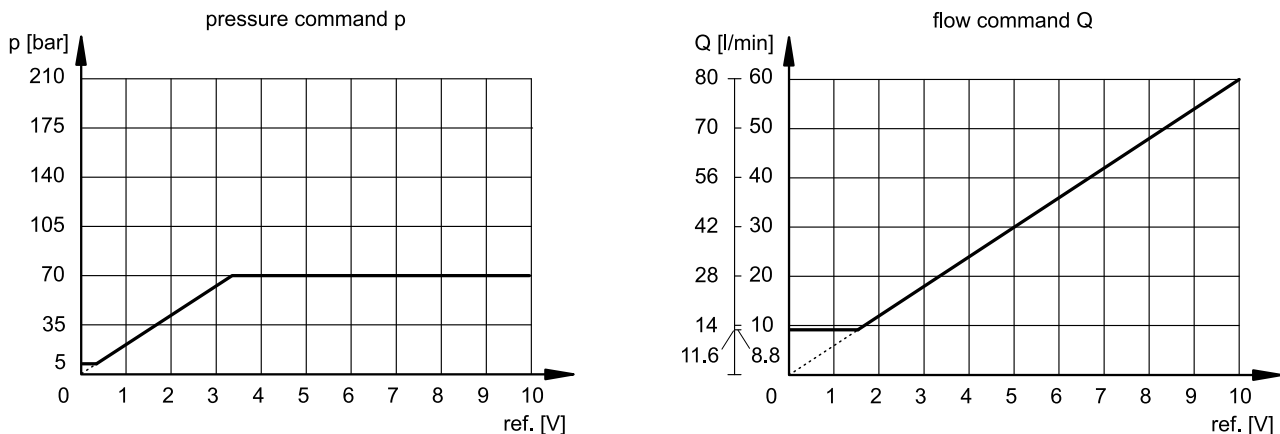 pressure command p
p [bar]
210
175
140
105
70
35
5
0 1 2 3 4 5 6 7 8 9 10
ref. [V]
flow command Q
Q [l/min]
80 60
70 50
56 40
42 30
28 20
14 10
11.6 8.8
0 1 2 3 4 5 6 7 8 9 10
ref. [V]